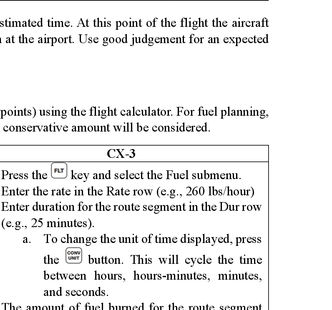 stimated time. At this point of the flight the aircraft
at the airport. Use good judgement for an expected
points) using the flight calculator. For fuel planning,
conservative amount will be considered.
CX-3
Press the FLT key and select the Fuel submenu.
Enter the rate in the Rate row (e.g., 260 lbs/hour)
Enter duration for the route segment in the Dur row
(e.g., 25 minutes).
a. To change the unit of time displayed, press
the CONV UNIT button. This will cycle the time
between hours, hours-minutes, minutes,
and seconds.
The amount of fuel burned for the route segment